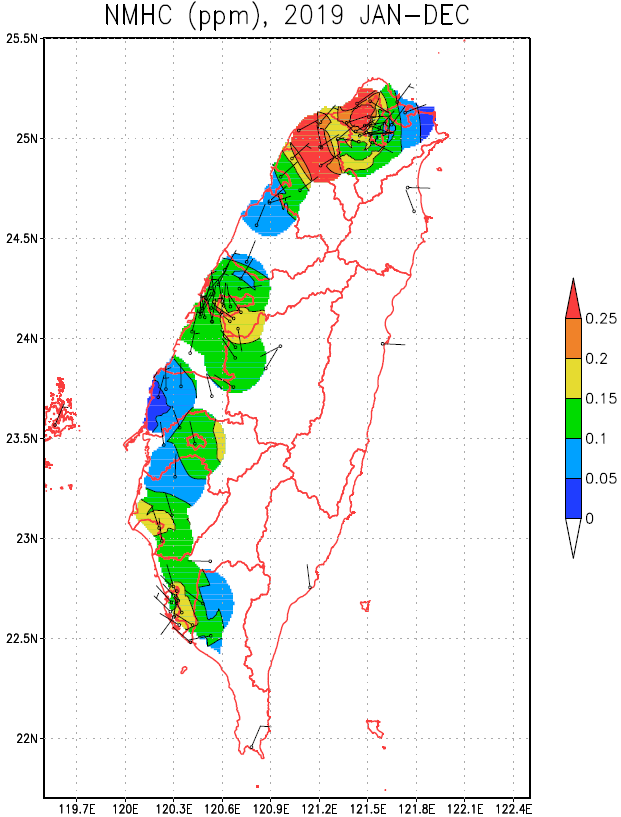 NMHC (ppm), 2019 JAN-DEC
25.5N
25N
24.5N
24N
23.5N
23N
22.5N
22N
119.7E 120E 120.3E 120.6E 120.9E 121.2E 121.5E 121.8E 122.1E 122.4E
0.25
0.2
0.15
0.1
0.05
0